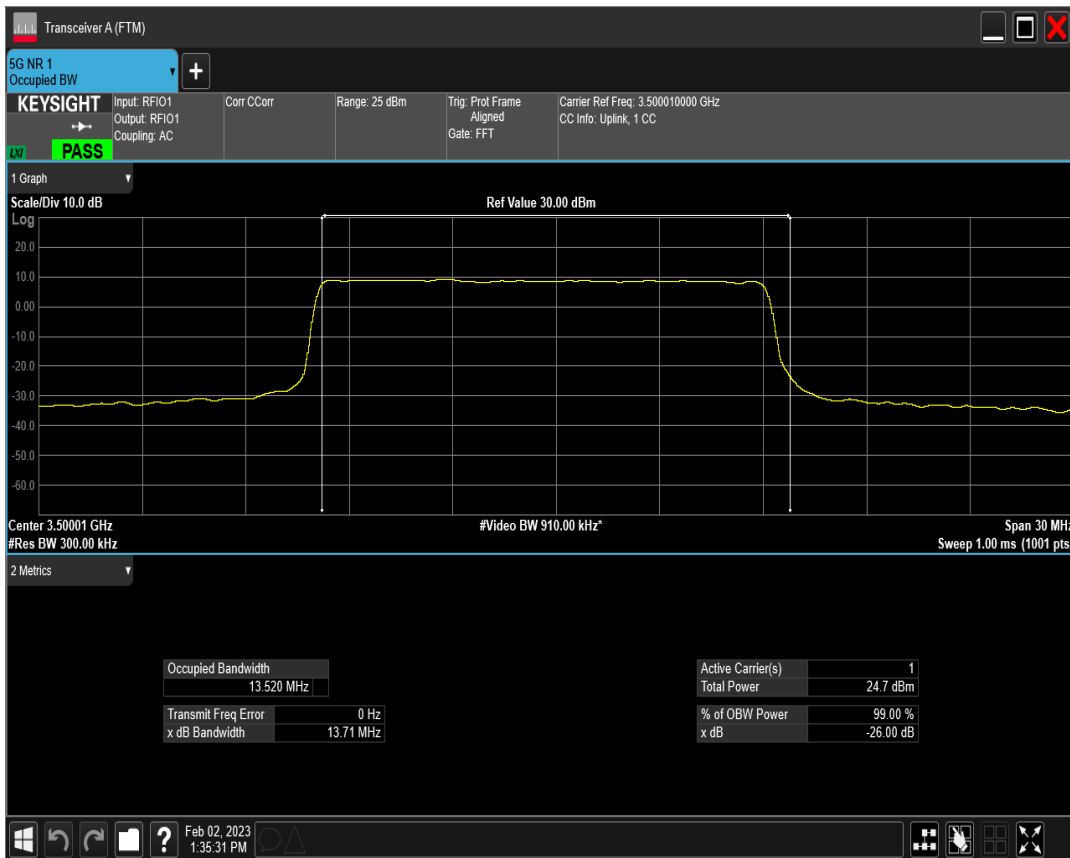 Transceiver A (FTM)
5G NR 1
Occupied BW
+
KEYSIGHT
LXI
PASS
Input: RFIO1
Output: RFIO1
Coupling: AC
Corr CCorr
Range: 25 dBm
Trig: Prot Frame
Aligned
Gate: FFT
Carrier Ref Freq: 3.500010000 GHz
CC Info: Uplink, 1 CC
1 Graph
Scale/Div 10.0 dB
Ref Value 30.00 dBm
Log
20.0
10.0
0.00
-10.0
-20.0
-30.0
-40.0
-50.0
-60.0
Center 3.50001 GHz
#Video BW 910.00 kHz*
Span 30 MHz
#Res BW 300.00 kHz
Sweep 1.00 ms (1001 pts
2 Metrics
Occupied Bandwidth
13.520 MHz
Transmit Freq Error 0 Hz
x dB Bandwidth 13.71 MHz
Active Carrier(s) 1
Total Power 24.7 dBm
% of OBW Power 99.00 %
x dB -26.00 dB
?
Feb 02, 2023
1:35:31 PM